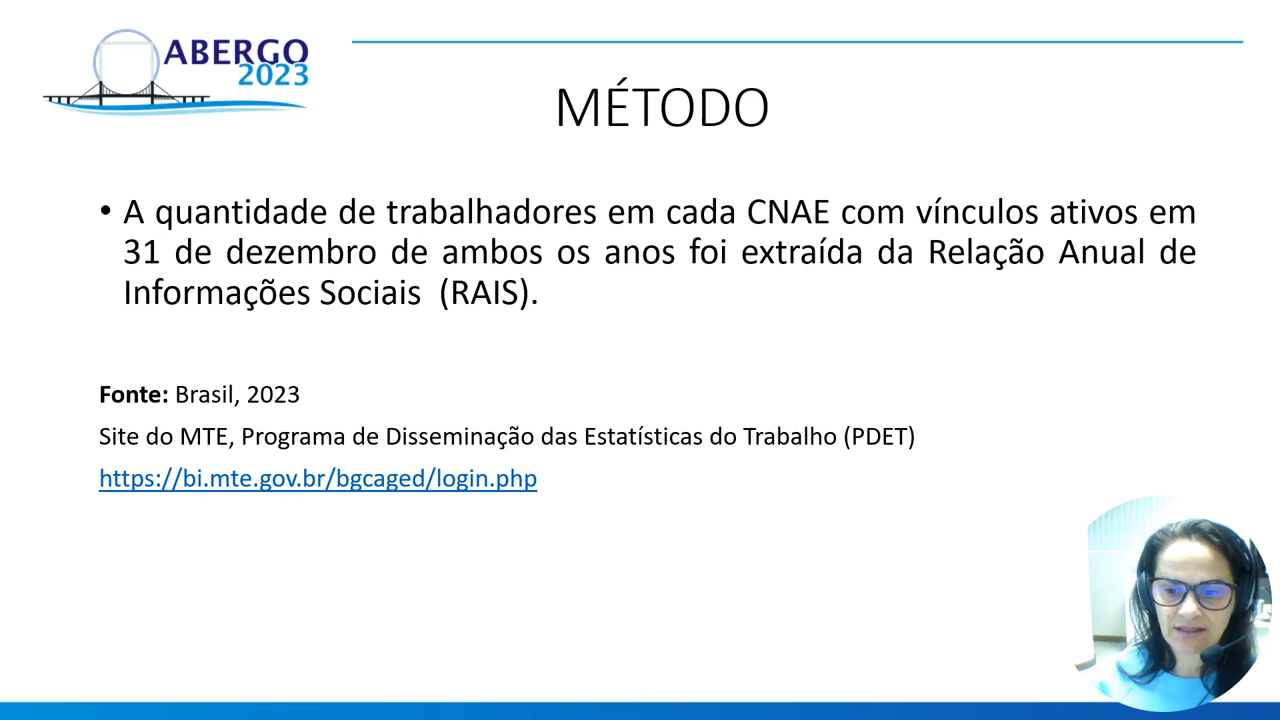 ABERGO
2023
MÉTODO
• A quantidade de trabalhadores em cada CNAE com vínculos ativos em
31 de dezembro de ambos os anos foi extraída da Relação Anual de
Informações Sociais (RAIS).
Fonte: Brasil, 2023
Site do MTE, Programa de Disseminação das Estatísticas do Trabalho (PDET)
https://bi.mte.gov.br/bgcaged/login.php